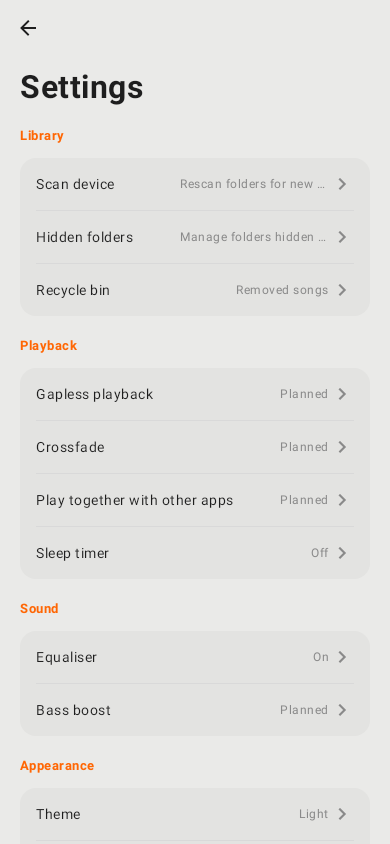 Settings
Library
Scan device Rescan folders for new ...
Hidden folders Manage folders hidden ...
Recycle bin Removed songs
Playback
Gapless playback Planned
Crossfade Planned
Play together with other apps Planned
Sleep timer Off
Sound
Equaliser On
Bass boost Planned
Appearance
Theme Light